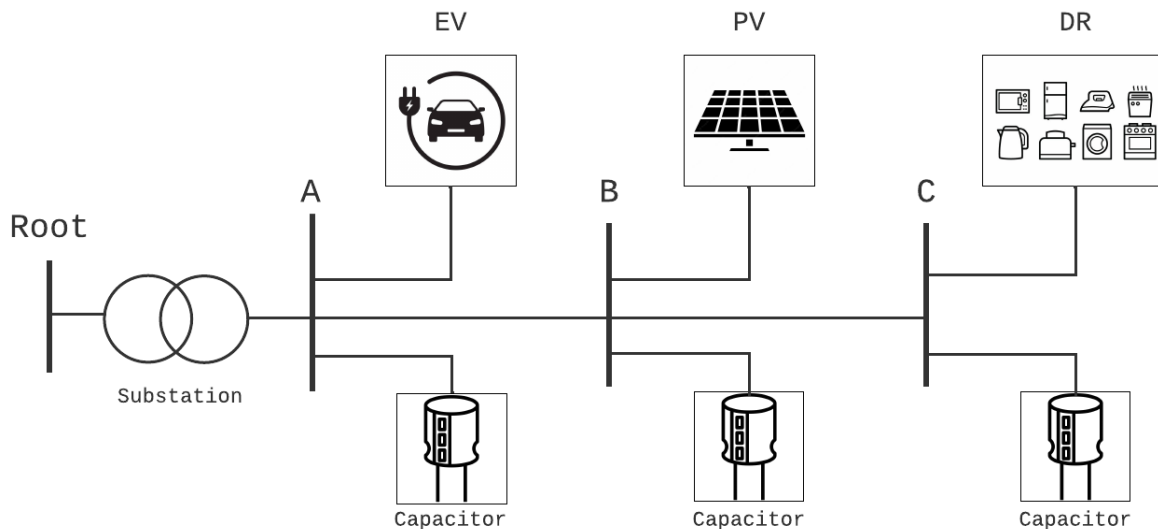 EV
PV
DR
A
B
C
Root
Substation
Capacitor
Capacitor
Capacitor